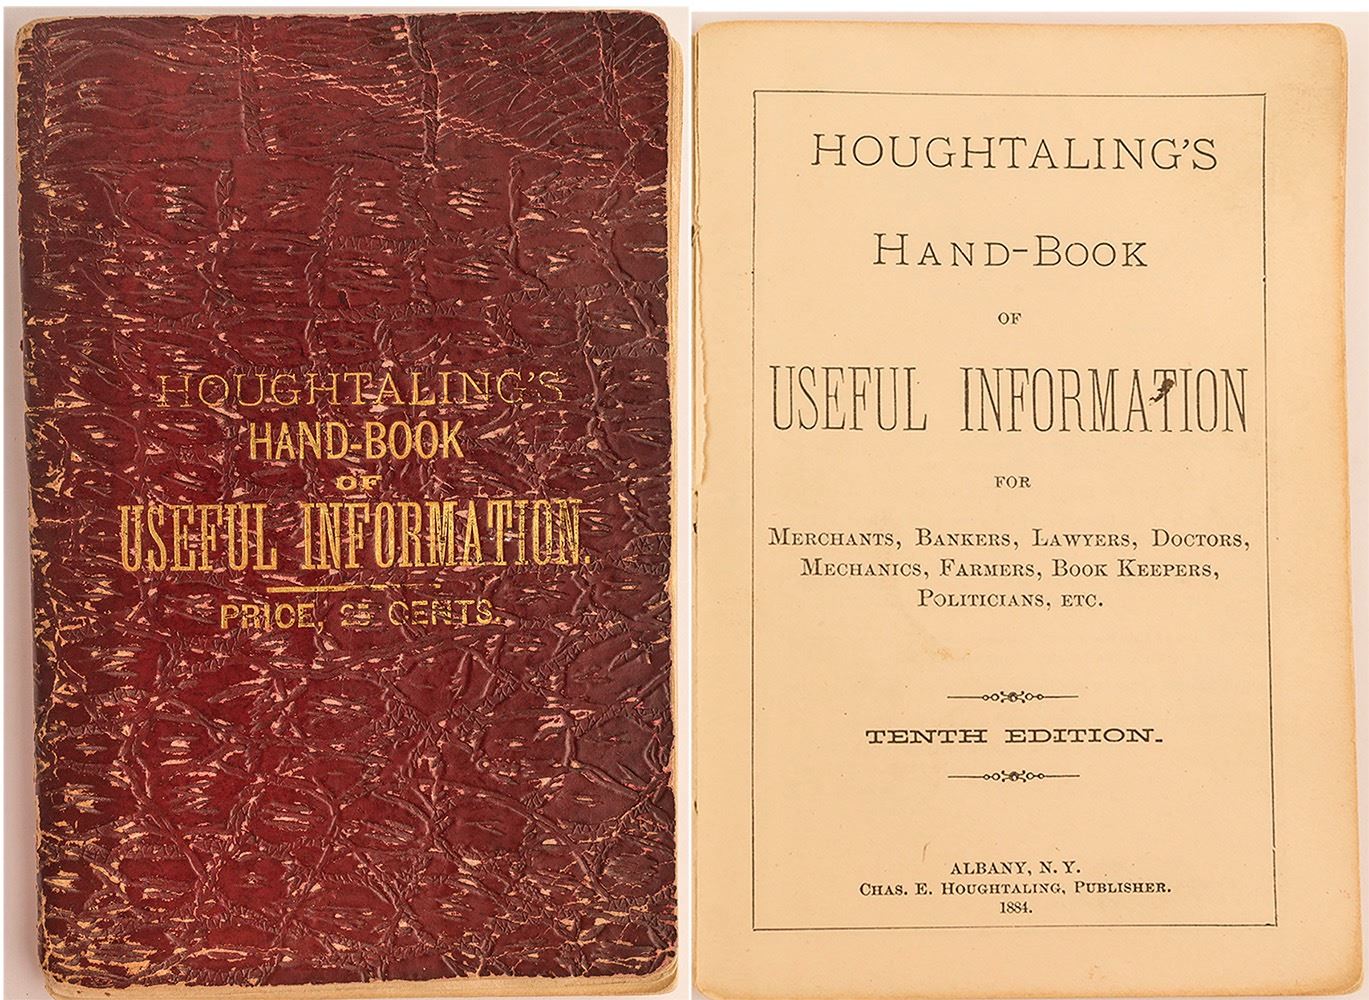 HOUGHTALING'S
HAND-BOOK
OF
USEFUL INFORMATION.
PRICE, 25 CENTS.
HOUGHTALING'S
HAND-BOOK
OF
USEFUL INFORMATION
FOR
MERCHANTS, BANKERS, LAWYERS, DOCTORS,
MECHANICS, FARMERS, BOOK KEEPERS,
POLITICIANS, ETC.
TENTH EDITION.
ALBANY, N. Y.
CHAS. E. HOUGHTALING, PUBLISHER.
1884.